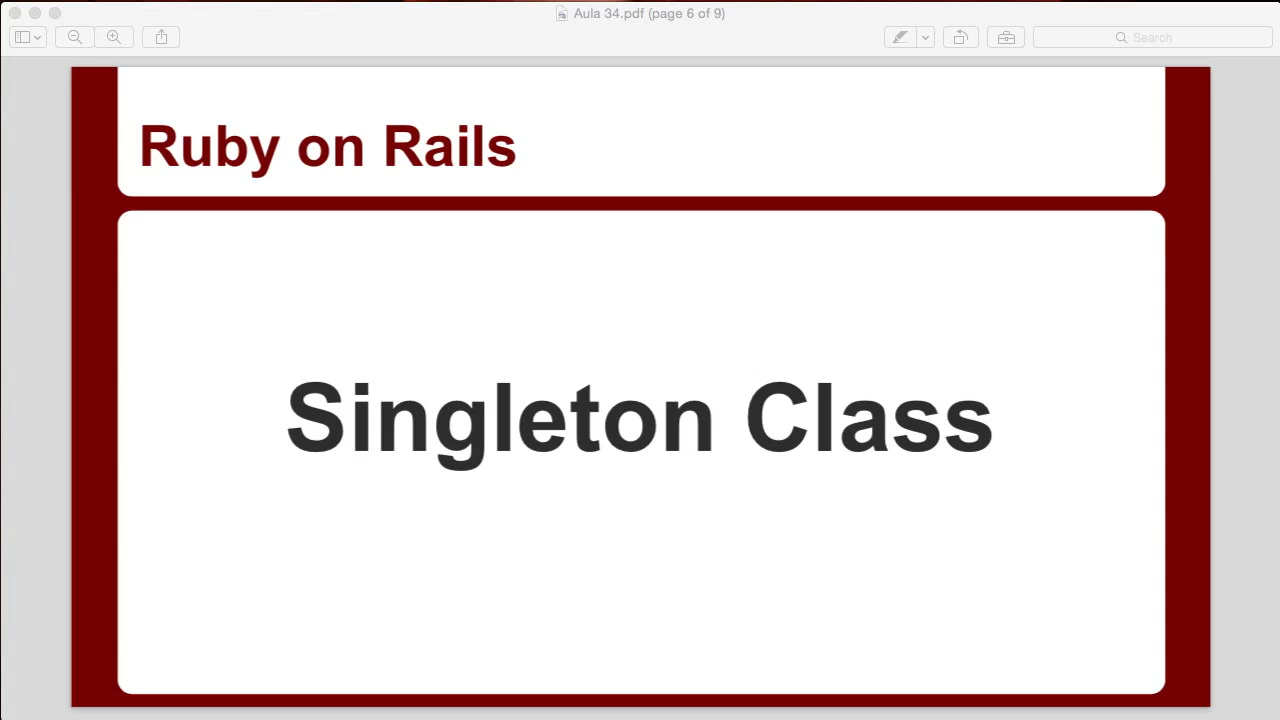 Aula 34.pdf (page 6 of 9)
Search
Ruby on Rails
Singleton Class